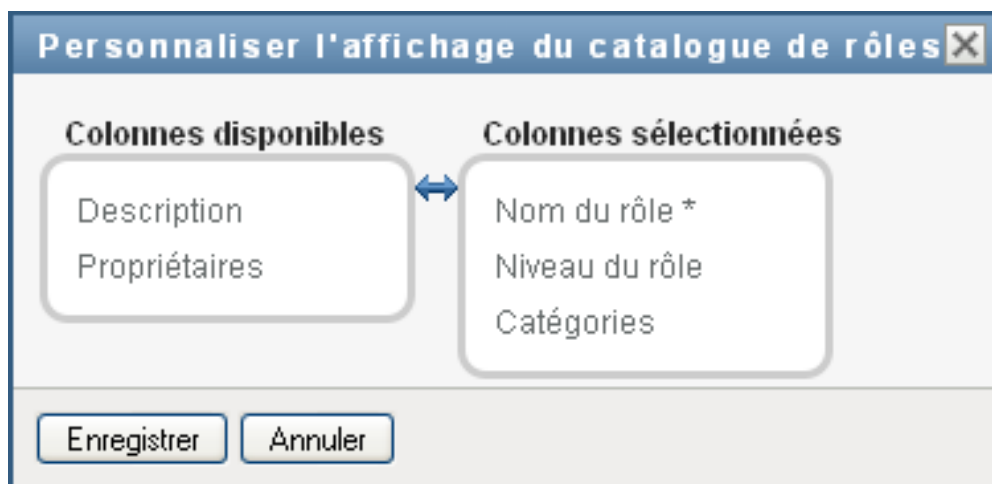 Personnaliser l'affichage du catalogue de rôles
Colonnes disponibles
Description
Propriétaires
Colonnes sélectionnées
Nom du rôle *
Niveau du rôle
Catégories
Enregistrer
Annuler